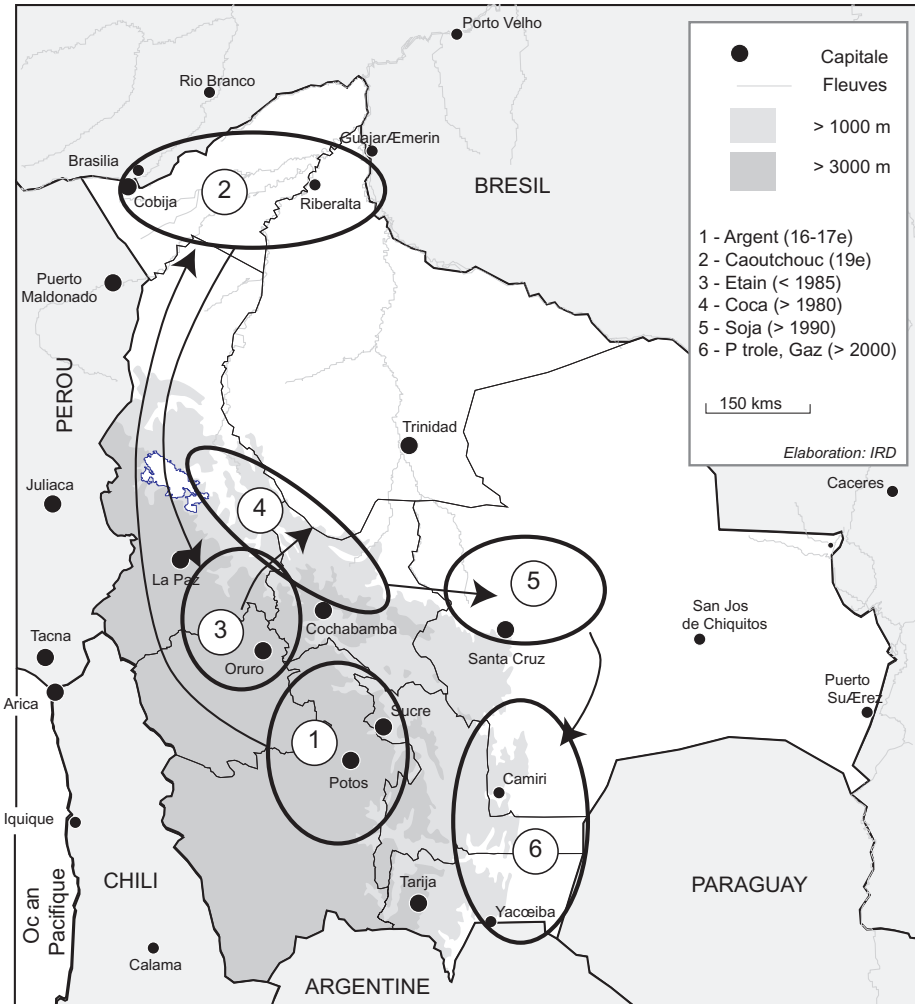 Porto Velho
Rio Branco
GuajarÆmerin
Brasilia
Cobija
2
Riberalta
BRESIL
Puerto
Maldonado
PEROU
Trinidad
Juliaca
4
Caceres
La Paz
5
3
Cochabamba
San Jos
de Chiquitos
Tacna
Oruro
Santa Cruz
Arica
Puerto
SuÆrez
Sucre
1
Potos
Camiri
Iquique
6
CHILI
Tarija
PARAGUAY
Oc an
Pacifique
Yacœiba
Calama
ARGENTINE
Capitale
Fleuves
> 1000 m
> 3000 m
1 - Argent (16-17e)
2 - Caoutchouc (19e)
3 - Etain (< 1985)
4 - Coca (> 1980)
5 - Soja (> 1990)
6 - P trole, Gaz (> 2000)
150 kms
Elaboration: IRD